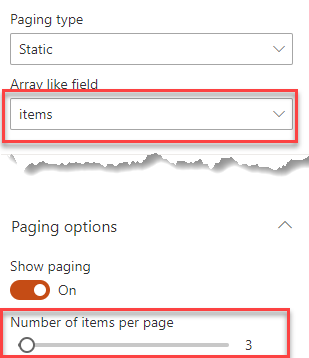 Paging type
Static
Array like field
items
Paging options
Show paging
On
Number of items per page
3